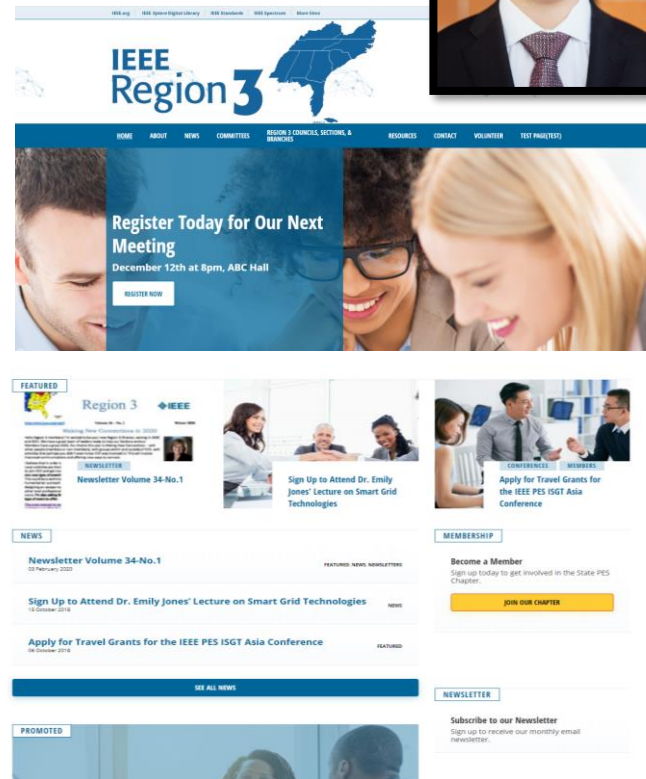 IEEE.org | IEEE Xplore Digital Library | IEEE Standards | IEEE Spectrum | More Sites
IEEE
Region 3
HOME ABOUT NEWS COMMITTEES REGION 3 COUNCILS, SECTIONS, & BRANCHES RESOURCES CONTACT VOLUNTEER TEST PAGE(TEST)
Register Today for Our Next
Meeting
December 12th at 8pm, ABC Hall
REGISTER NOW
FEATURED
Region 3 IEEE
Making New Connections in 2020
NEWSLETTER
Newsletter Volume 34-No.1
Sign Up to Attend Dr. Emily
Jones' Lecture on Smart Grid
Technologies
CONFERENCES MEMBERS
Apply for Travel Grants for
the IEEE PES ISGT Asia
Conference
NEWS
Newsletter Volume 34-No.1
03 February 2020
FEATURED NEWS NEWSLETTERS
Sign Up to Attend Dr. Emily Jones' Lecture on Smart Grid Technologies
NEWS
Apply for Travel Grants for the IEEE PES ISGT Asia Conference
FEATURED
SEE ALL NEWS
MEMBERSHIP
Become a Member
Sign up today to get involved in the State PES
Chapter.
JOIN OUR CHAPTER
NEWSLETTER
Subscribe to our Newsletter
Sign up to receive our monthly email
newsletter.
PROMOTED